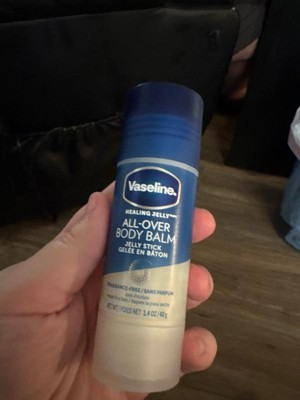 Vaseline.
HEALING JELLY™
ALL-OVER
BODY BALM
JELLY STICK
GELÉE EN BÂTON
FRAGRANCE-FREE / SANS PARFUM
NET WT. / POIDS NET 1.4 OZ / 40 g